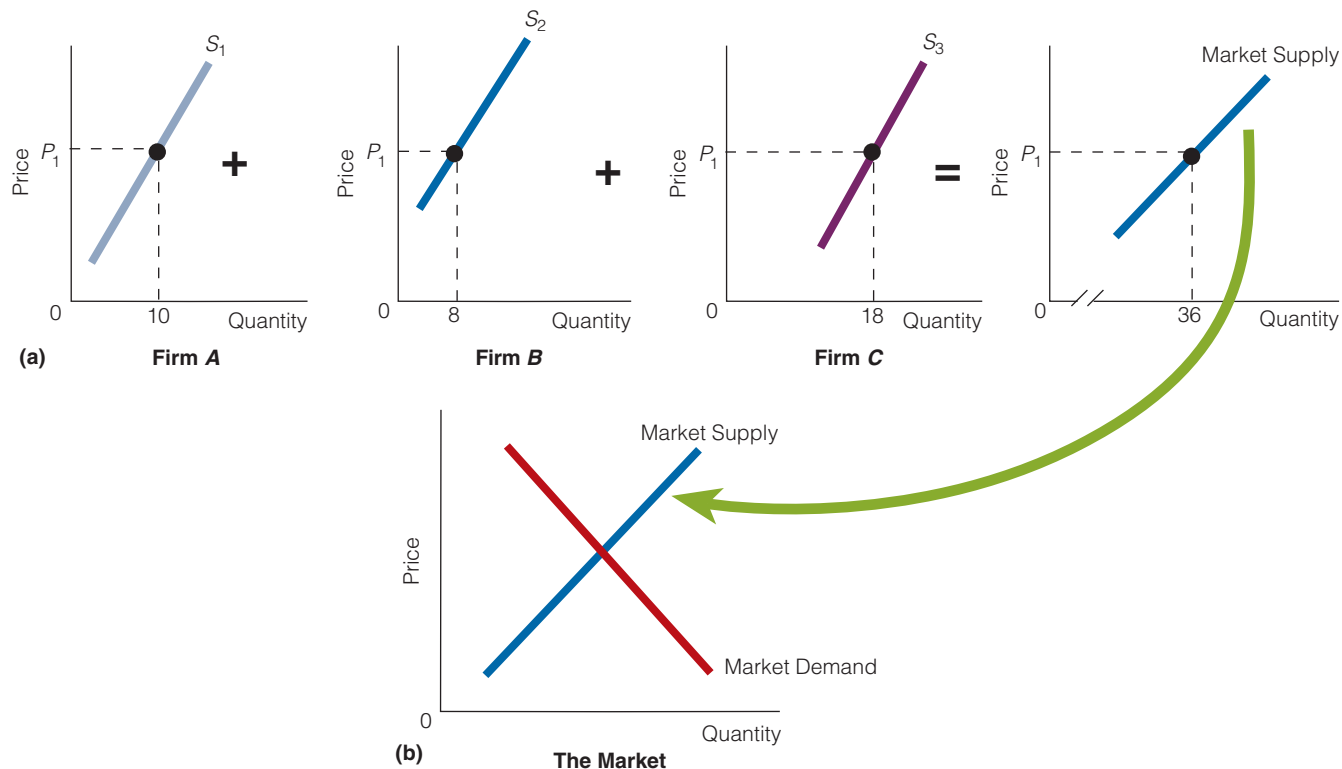 S1
P1
Price
0
10
Quantity
(a)
Firm A
+
S2
P1
Price
0
8
Firm B
+
S3
P1
Price
0
18
Quantity
Firm C
=
Market Supply
P1
Price
0
36
Quantity
Market Supply
Price
Market Demand
0
Quantity
(b)
The Market